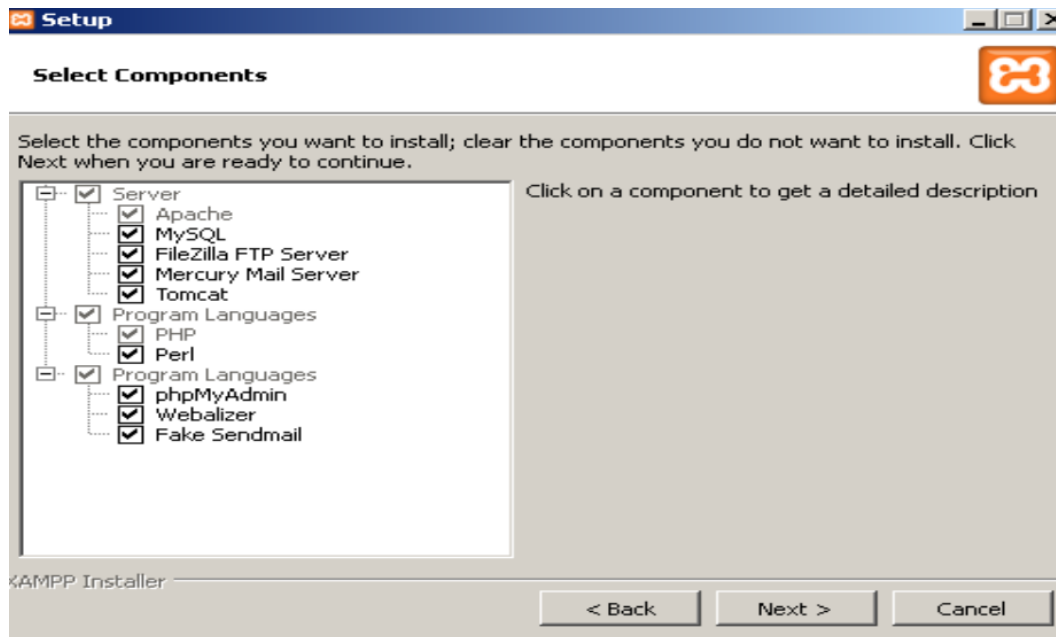 Setup
Select Components
Select the components you want to install; clear the components you do not want to install. Click
Next when you are ready to continue.
Server
Apache
MySQL
FileZilla FTP Server
Mercury Mail Server
Tomcat
Program Languages
PHP
Perl
Program Languages
phpMyAdmin
Webalizer
Fake Sendmail
Click on a component to get a detailed description
XAMPP Installer
< Back
Next >
Cancel